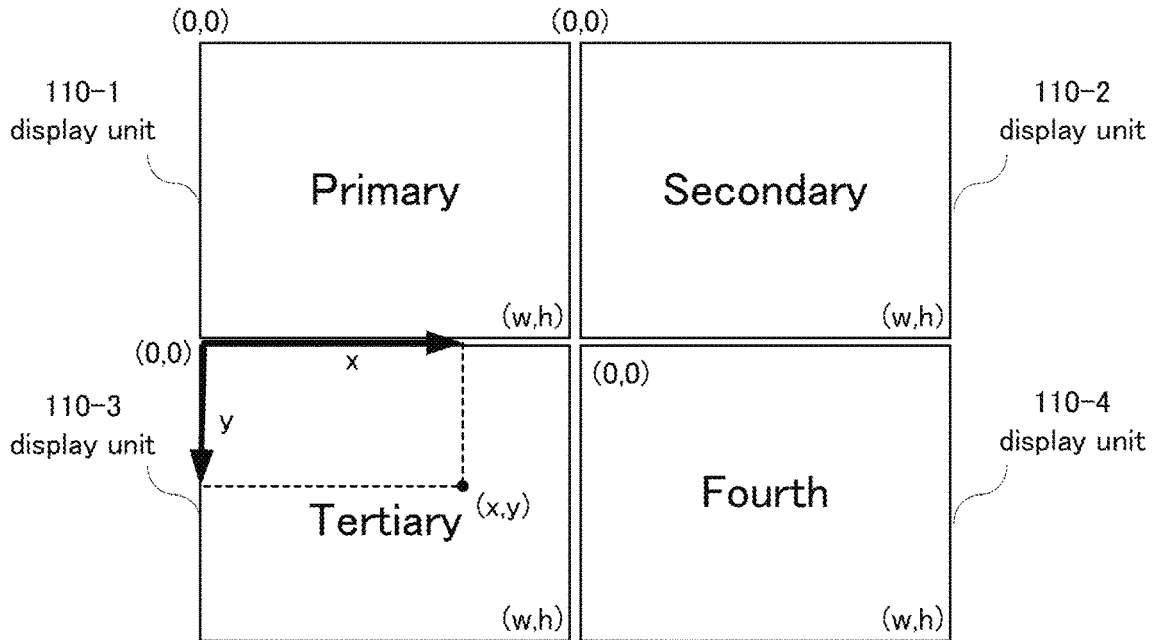 (0,0)
(0,0)
110-1
display unit
110-2
display unit
Primary
Secondary
(w,h)
(w,h)
(0,0)
x
(0,0)
110-3
display unit
y
110-4
display unit
Fourth
(x,y)
Tertiary
(w,h)
(w,h)